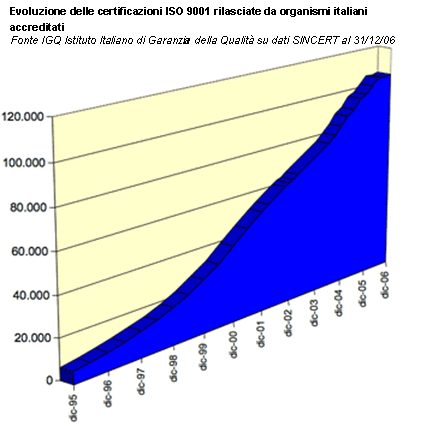 Evoluzione delle certificazioni ISO 9001 rilasciate da organismi italiani
accreditati
Fonte IGQ Istituto Italiano di Garanzia della Qualità su dati SINCERT al 31/12/06
120.000
100.000
80.000
60.000
40.000
20.000
0
dic-95
dic-96
dic-97
dic-98
dic-99
dic-00
dic-01
dic-02
dic-03
dic-04
dic-05
dic-06